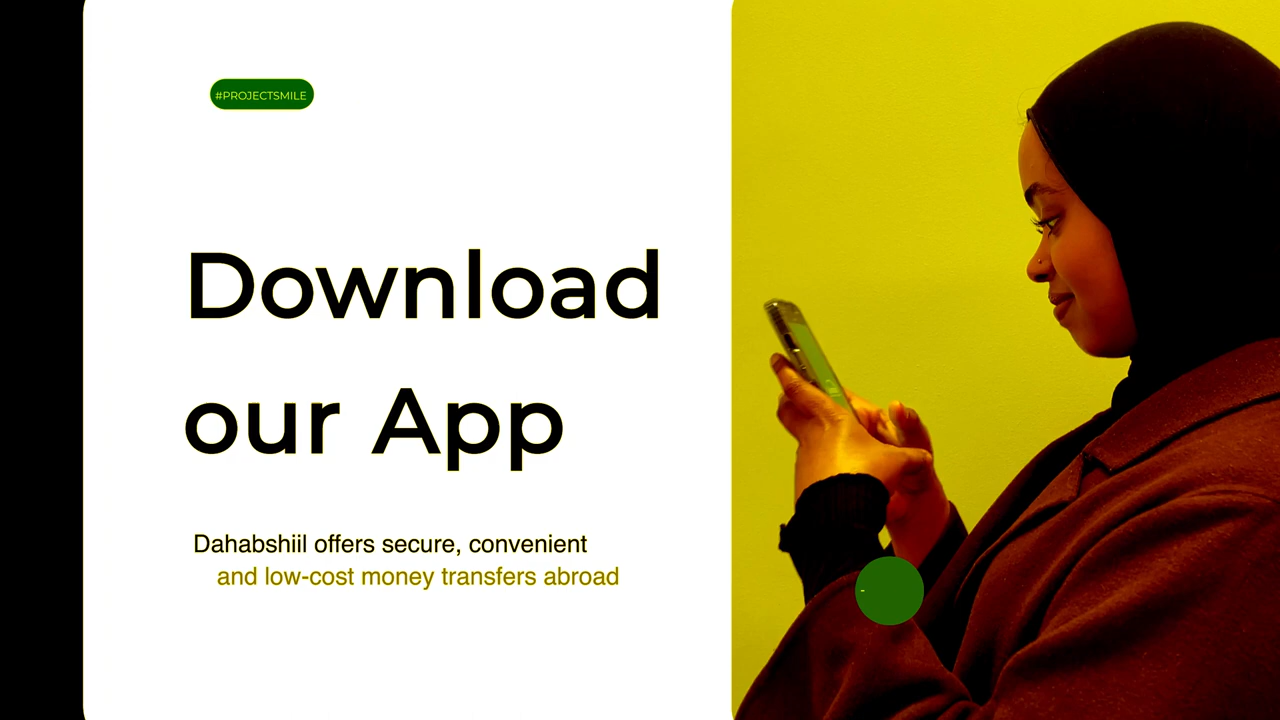 #PROJECTSMILE
Download
our App
Dahabshiil offers secure, convenient
and low-cost money transfers abroad